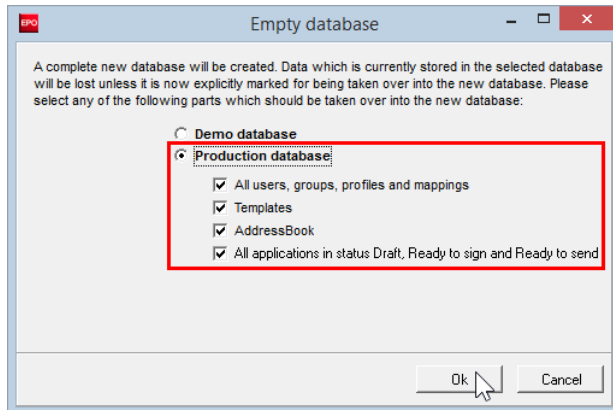 EPO
Empty database
A complete new database will be created. Data which is currently stored in the selected database
will be lost unless it is now explicitly marked for being taken over into the new database. Please
select any of the following parts which should be taken over into the new database:
Demo database
Production database
All users, groups, profiles and mappings
Templates
AddressBook
All applications in status Draft, Ready to sign and Ready to send
Ok
Cancel